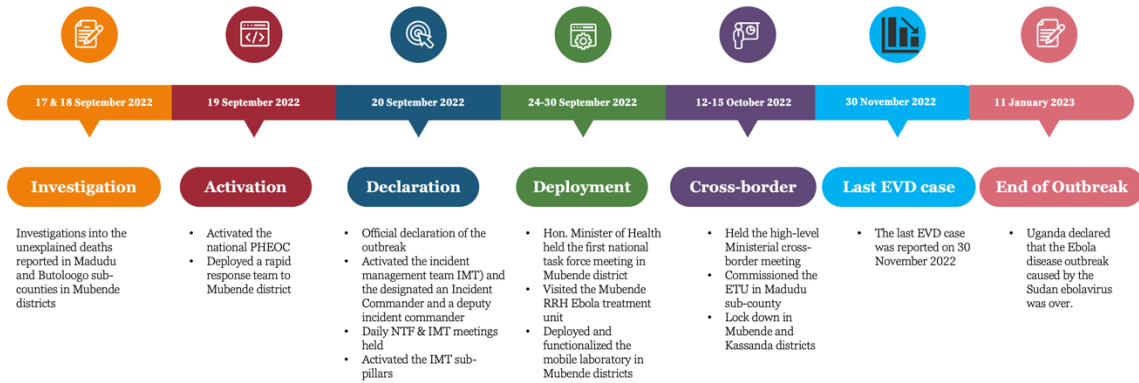 </>
17 & 18 September 2022
19 September 2022
20 September 2022
24-30 September 2022
12-15 October 2022
30 November 2022
11 January 2023
Investigation
Activation
Declaration
Deployment
Cross-border
Last EVD case
End of Outbreak
Investigations into the
unexplained deaths
reported in Madudu
and Butoloogo sub-
counties in Mubende
districts
• Activated the
national PHEOC
• Deployed a rapid
response team to
Mubende district
• Official declaration of the
outbreak
• Activated the incident
management team IMT) and
the designated an Incident
Commander and a deputy
incident commander
• Daily NTF & IMT meetings
held
• Activated the IMT sub-
pillars
• Hon. Minister of Health
held the first national
task force meeting in
Mubende district
• Visited the Mubende
RRH Ebola treatment
unit
• Deployed and
functionalized the
mobile laboratory in
Mubende districts
• Held the high-level
Ministerial cross-
border meeting
• Commissioned the
ETU in Madudu
sub-county
• Lock down in
Mubende and
Kassanda districts
• The last EVD case
was reported on 30
November 2022
• Uganda declared
that the Ebola
disease outbreak
caused by the
Sudan ebolavirus
was over.